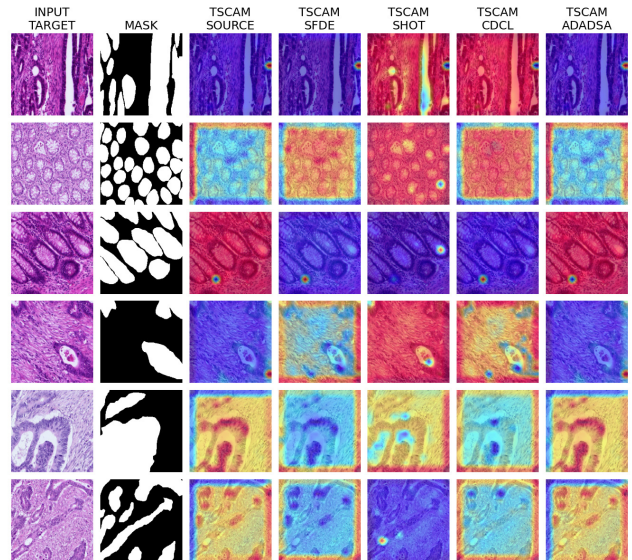 INPUT TARGET
MASK
TSCAM SOURCE
TSCAM SFDE
TSCAM SHOT
TSCAM CDCL
TSCAM ADADSA